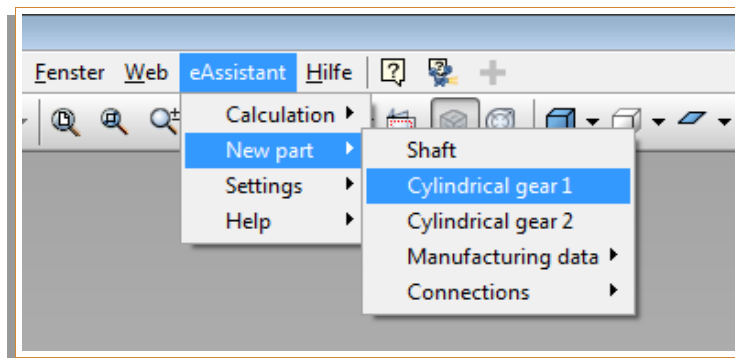 Fenster Web eAssistant Hilfe
Calculation
New part
Settings
Help
Shaft
Cylindrical gear 1
Cylindrical gear 2
Manufacturing data
Connections